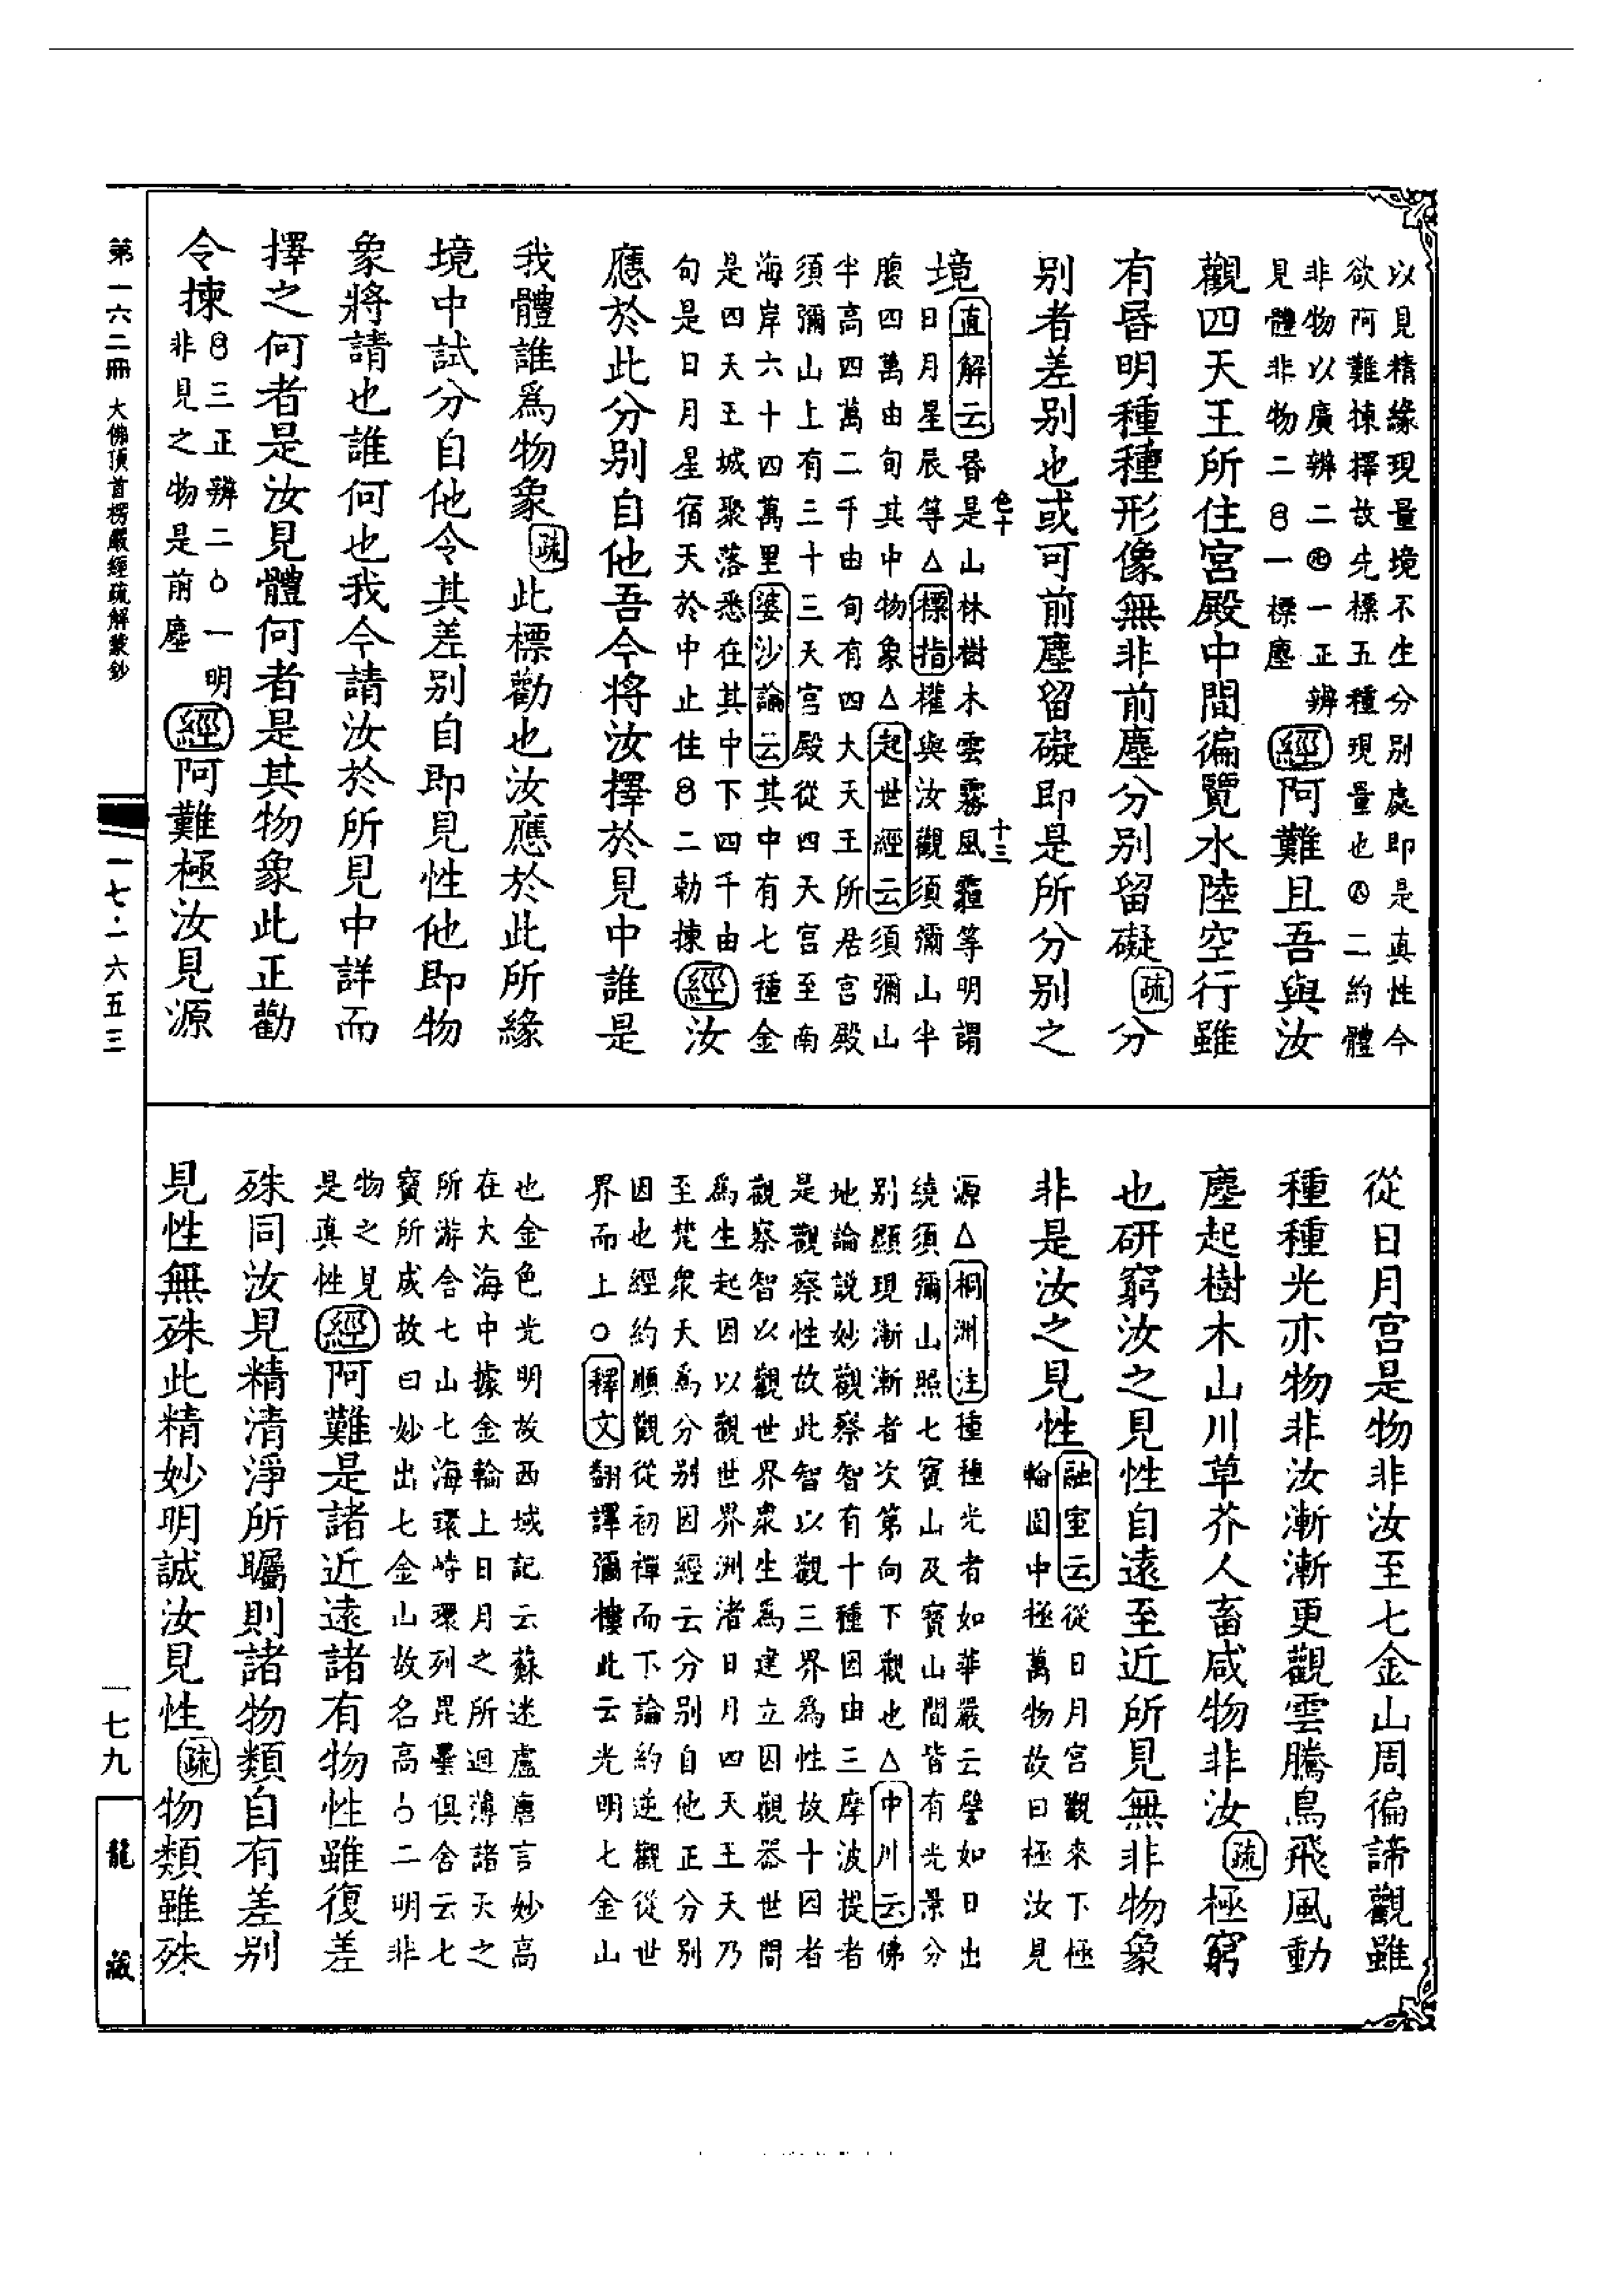 以見精緣現量境不生分別處即是真性今
欲阿難揀擇故先標五種現量也㊅二約體
非物以廣辨二㊉一正辨
見體非物二一標塵
經阿難且吾與汝
觀四天王所住宮殿中間徧覽水陸空行雖
有昏明種種形像無非前塵分別留礙疏分
別者差別也或可前塵留礙即是所分別之
境直解云昏是山林樹木雲霧風霾等明謂
日月星辰等△標指權與汝觀須彌山半
腹四萬由旬其中物象△起世經云須彌山
半高四萬二千由旬有四大天王所居宮殿
須彌山上有三十三天宮殿從四天宮至南
海岸六十四萬里婆沙論云其中有七種金
是四天王城聚落悉在其中下四千由
句是日月星宿天於中止住二勅揀經汝
應於此分別自他吾今將汝擇於見中誰是
我體誰為物象疏此標勸也汝應於此所緣
境中試分自他令其差別自即見性他即物
象將請也誰何也我今請汝於所見中詳而
擇之何者是汝見體何者是其物象此正勸
令揀三正辨二一明
非見之物是前塵
經阿難極汝見源
色十
十三
從日月宮是物非汝至七金山周徧諦觀雖
種種光亦物非汝漸漸更觀雲騰鳥飛風動
塵起樹木山川草芥人畜咸物非汝疏極窮
也研窮汝之見性自遠至近所見無非物象
非是汝之見性融室云從日月宮觀來下極
輪圍中極萬物故曰極汝見
源△桐洲注種種光者如華嚴云譬如日出
繞須彌山照七寶山及寶山間皆有光景分
別顯現漸漸者次第向下觀也△中川云佛
地論說妙觀察智有十種因由三摩波提者
是觀察性故此智以觀三界為性故十因者
觀察智以觀世界眾生為建立因觀器世間
為生起因以觀世界洲渚日月四天王天乃
至梵眾天為分別因經云分別自他正分別
因也經約順觀從初禪而下論約逆觀從世
界而上○釋文翻譯彌樓此云光明七金山
也金色光明故西域記云蘇迷盧唐言妙高
在大海中據金輪上日月之所迴薄諸天之
所游合七山七海環峙環列毘曇俱舍云七
寶所成故曰妙出七金山故名高二明非
物之見
是真性
經阿難是諸近遠諸有物性雖復差
殊同汝見精清淨所矚則諸物類自有差別
見性無殊此精妙明誠汝見性疏物類雖殊
第一六二冊 大佛頂首楞嚴經疏解蒙鈔
一七·一六五三
一七九
龍藏